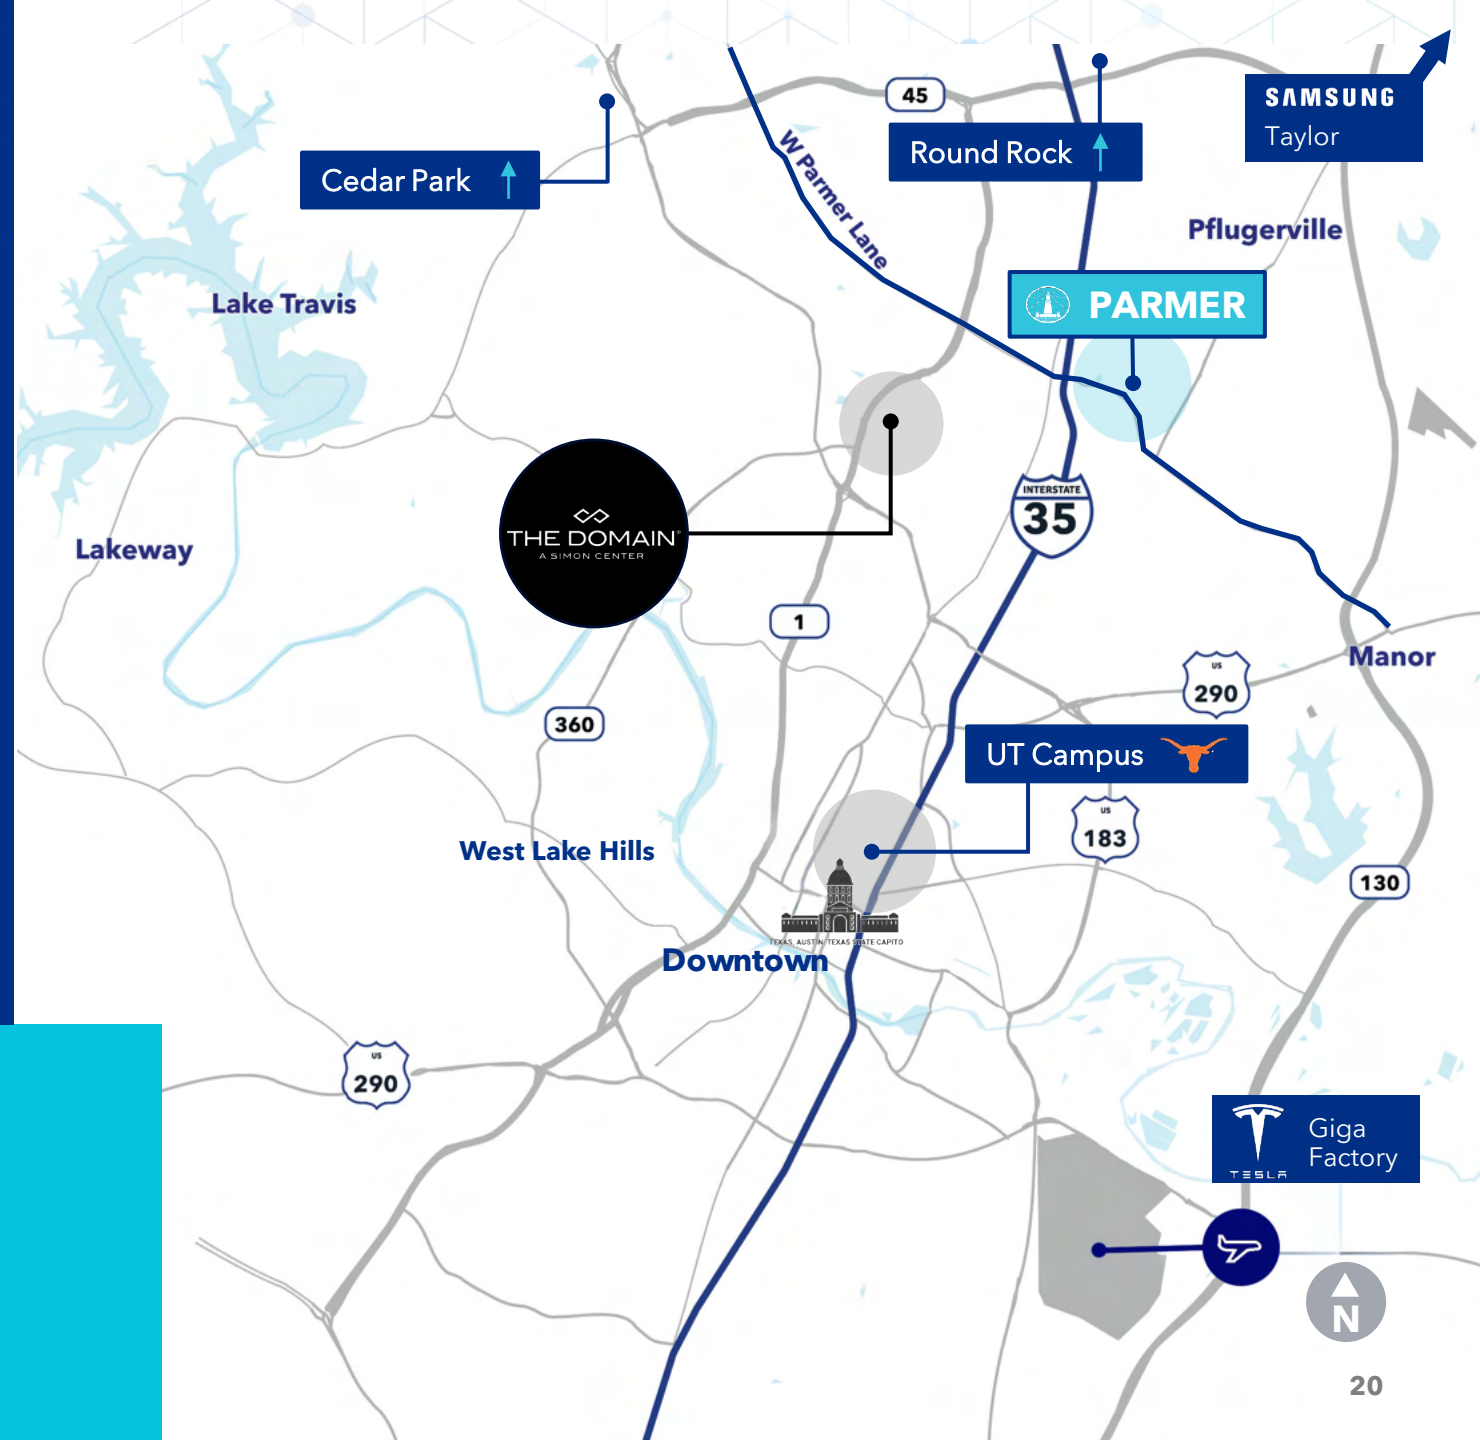 45
SAMSUNG
Taylor
Round Rock
W Parmer Lane
Cedar Park
Pflugerville
Lake Travis
PARMER
INTERSTATE
35
THE DOMAIN
A SIMON CENTER
Lakeway
1
Manor
US
290
360
UT Campus
US
183
West Lake Hills
130
TEXAS, AUSTIN, TEXAS STATE CAPITO
Downtown
US
290
TESLA
Giga
Factory
N
20